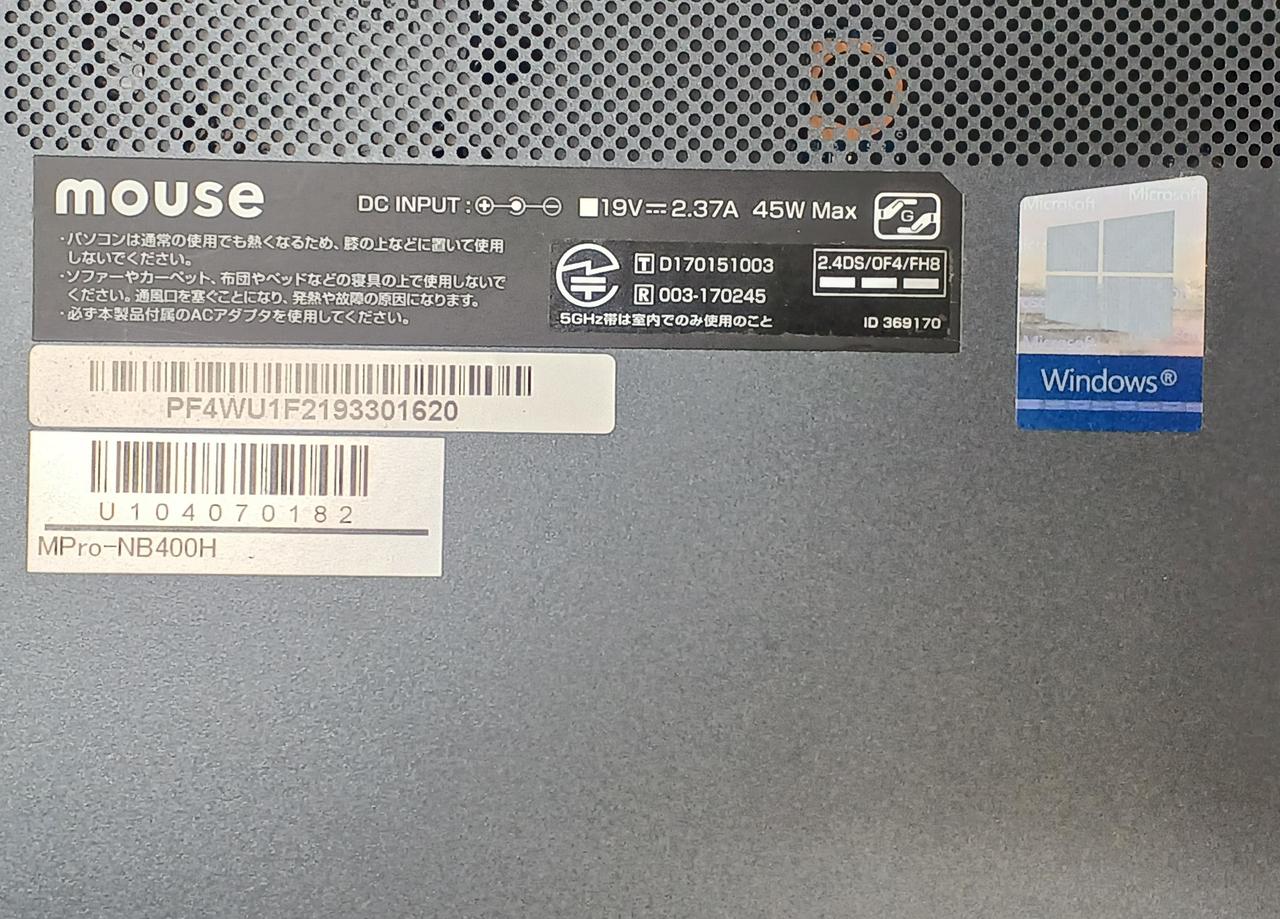 mouse
DC INPUT : 19V 2.37A 45W Max
G
・パソコンは通常の使用でも熱くなるため、膝の上などに置いて使用
しないでください。
・ソファーやカーペット、布団やベッドなどの寝具の上で使用しないで
ください。通風口を塞ぐことになり、発熱や故障の原因になります。
・必ず本製品付属のACアダプタを使用してください。
T D170151003
R 003-170245
2.4DS/OF4/FH8
5GHz帯は室内でのみ使用のこと
ID 369170
Microsoft
Microsoft
Windows®
PF4WU1F2193301620
U104070182
MPro-NB400H